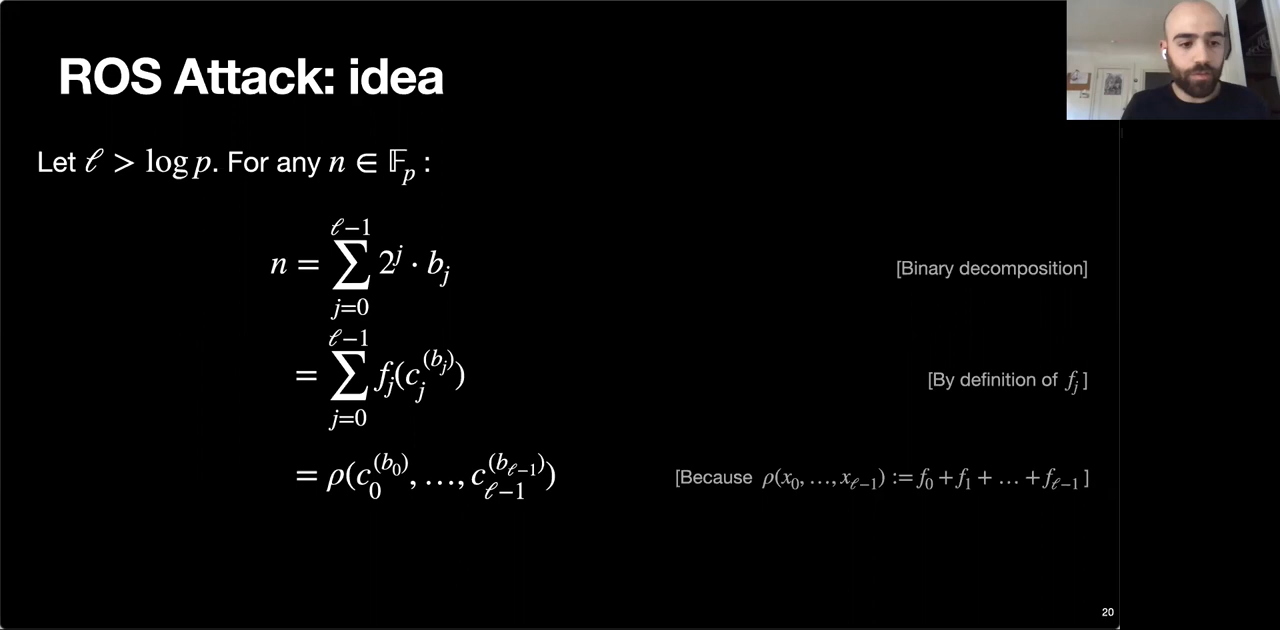 ROS Attack: idea
Let ℓ > log p. For any n ∈ 𝔽_p :
n = ∑_{j=0}^{ℓ−1} 2^j · b_j [Binary decomposition]
= ∑_{j=0}^{ℓ−1} f_j(c_j^{(b_j)}) [By definition of f_j ]
= ρ(c_0^{(b_0)}, …, c_{ℓ−1}^{(b_{ℓ−1})}) [Because ρ(x_0, …, x_{ℓ−1}) := f_0 + f_1 + … + f_{ℓ−1} ]
20